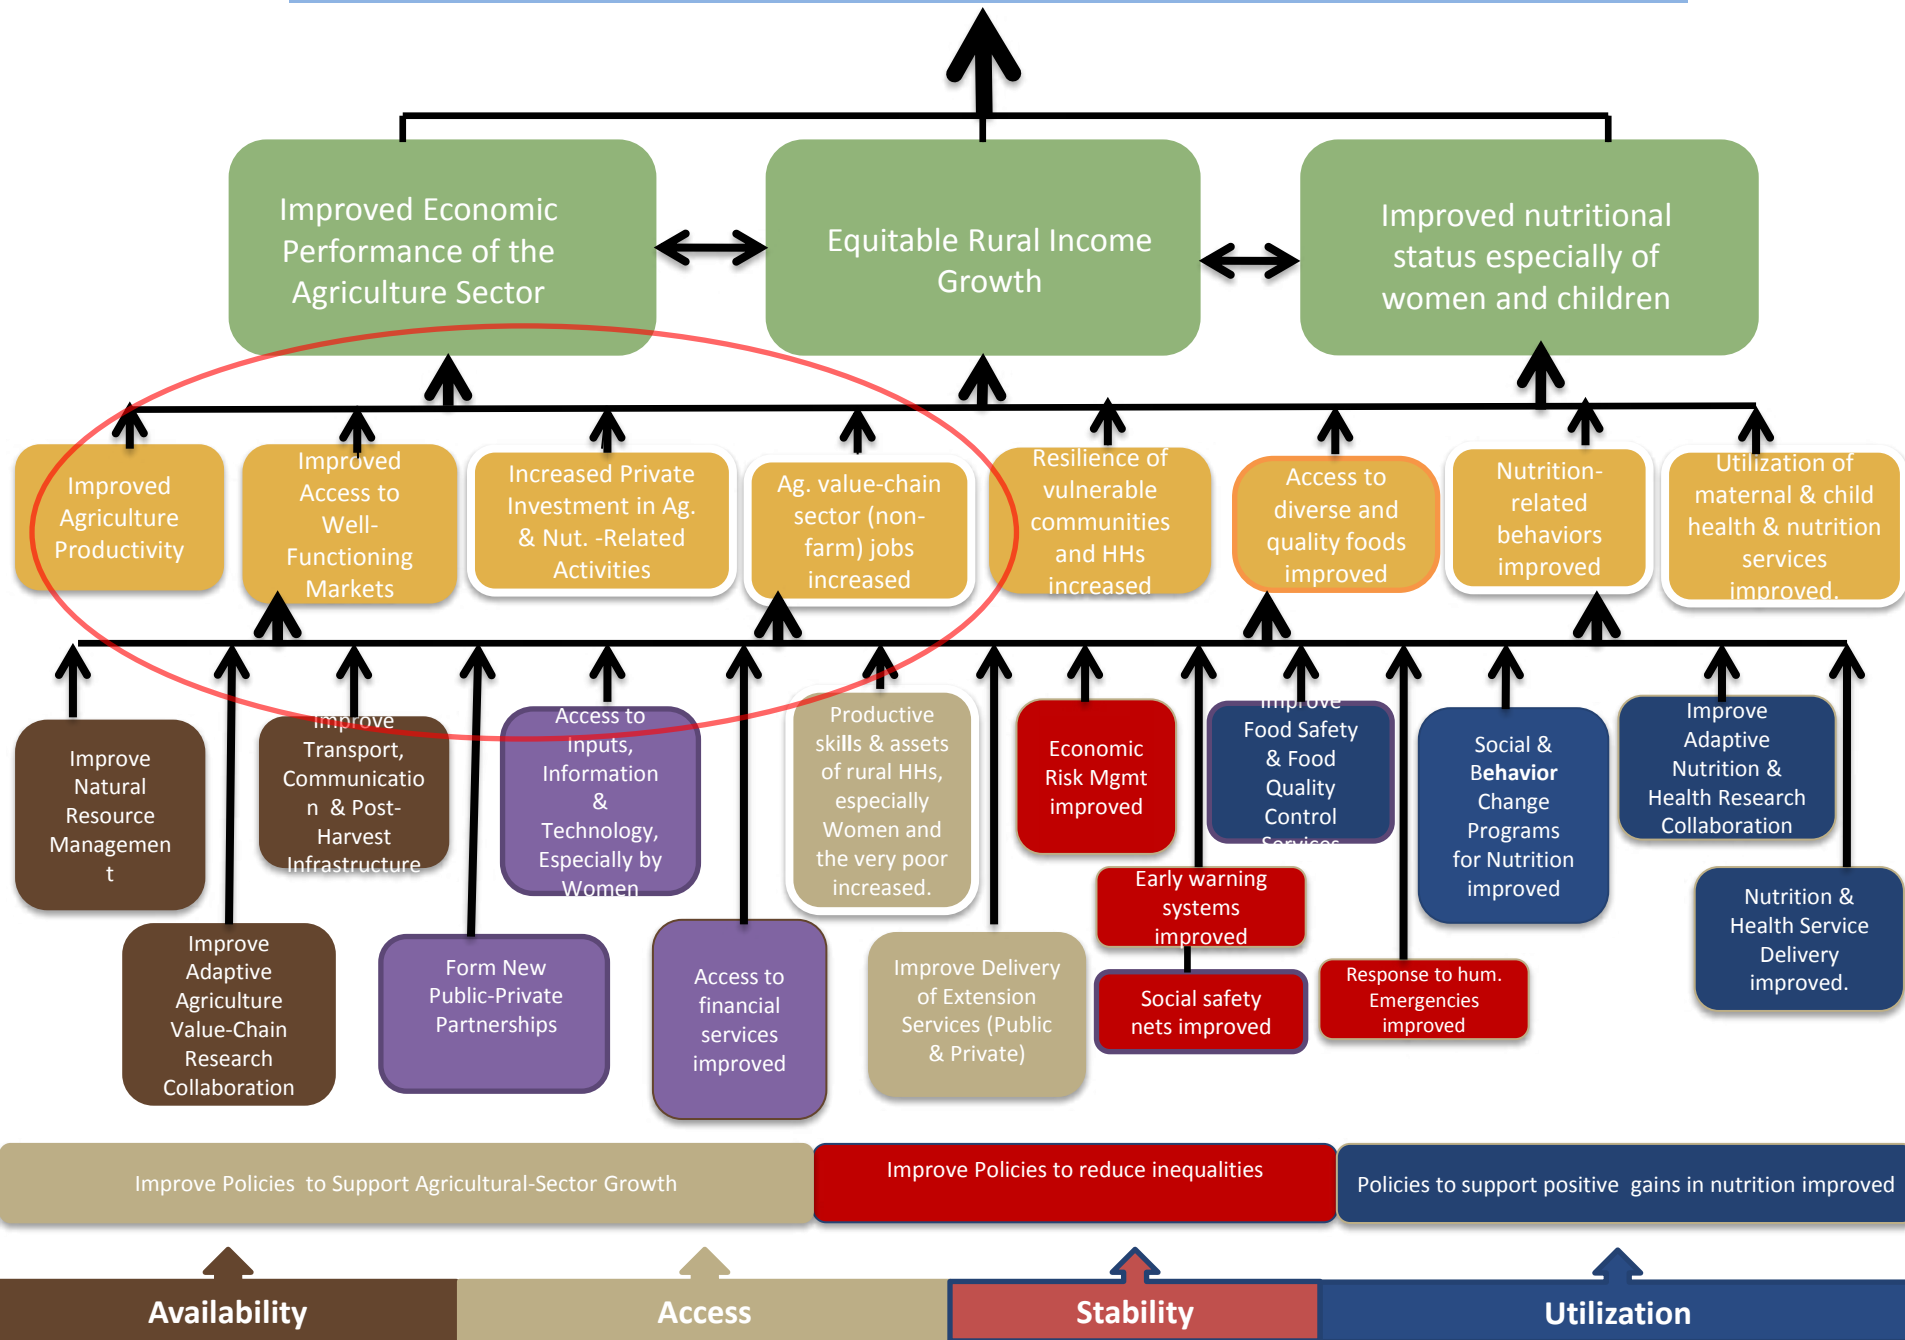 Improved Economic
Performance of the
Agriculture Sector
Equitable Rural Income
Growth
Improved nutritional
status especially of
women and children
Improved
Agriculture
Productivity
Improved
Access to
Well-
Functioning
Markets
Increased Private
Investment in Ag.
& Nut. -Related
Activities
Ag. value-chain
sector (non-
farm) jobs
increased
Resilience of
vulnerable
communities
and HHs
increased
Access to
diverse and
quality foods
improved
Nutrition-
related
behaviors
improved
Utilization of
maternal & child
health & nutrition
services
improved.
Improve
Natural
Resource
Managemen
t
Improve
Transport,
Communicatio
n & Post-
Harvest
Infrastructure
Access to
Inputs,
Information
&
Technology,
Especially by
Women
Productive
skills & assets
of rural HHs,
especially
Women and
the very poor
increased.
Economic
Risk Mgmt
improved
Improve
Food Safety
& Food
Quality
Control
Services
Social &
Behavior
Change
Programs
for Nutrition
improved
Improve
Adaptive
Nutrition &
Health Research
Collaboration
Improve
Adaptive
Agriculture
Value-Chain
Research
Collaboration
Form New
Public-Private
Partnerships
Access to
financial
services
improved
Improve Delivery
of Extension
Services (Public
& Private)
Early warning
systems
improved
Social safety
nets improved
Response to hum.
Emergencies
improved
Nutrition &
Health Service
Delivery
improved.
Improve Policies to Support Agricultural-Sector Growth
Improve Policies to reduce inequalities
Policies to support positive gains in nutrition improved
Availability
Access
Stability
Utilization